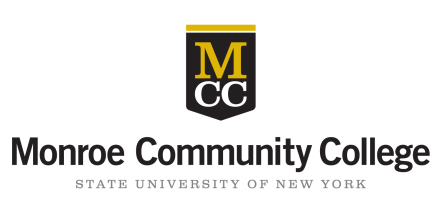 M
CC
Monroe Community College
STATE UNIVERSITY OF NEW YORK